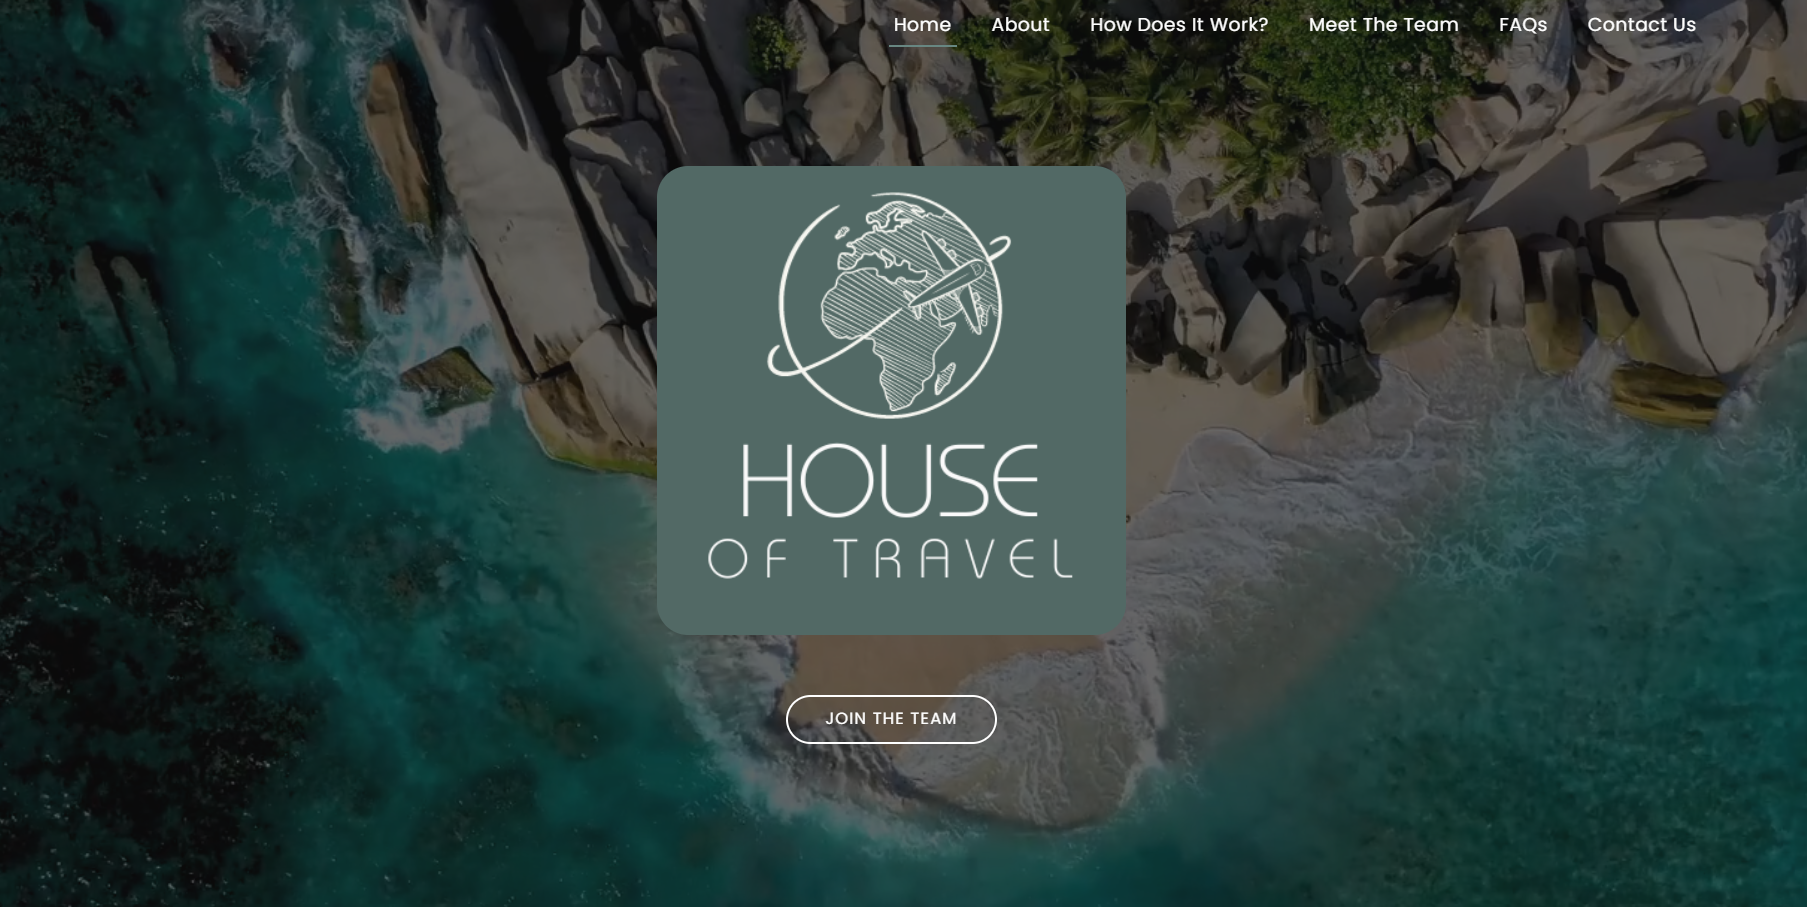 Home About How Does It Work? Meet The Team FAQs Contact Us
HOUSE
OF TRAVEL
JOIN THE TEAM